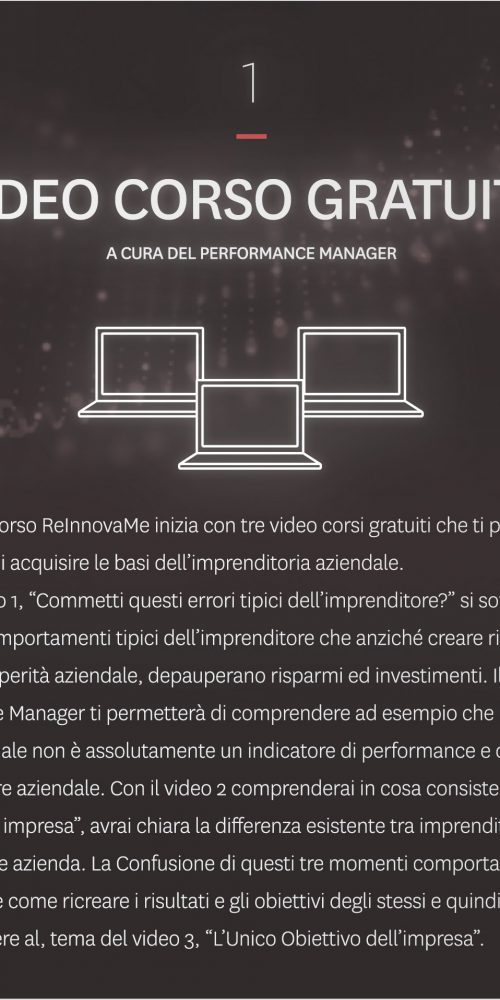 1
DEO CORSO GRATUIT
A CURA DEL PERFORMANCE MANAGER
orso ReInnovaMe inizia con tre video corsi gratuiti che ti p
i acquisire le basi dell’imprenditoria aziendale.
o 1, “Commetti questi errori tipici dell’imprenditore?” si so
mportamenti tipici dell’imprenditore che anziché creare ri
perità aziendale, depauperano risparmi ed investimenti. Il
e Manager ti permetterà di comprendere ad esempio che
ale non è assolutamente un indicatore di performance e
re aziendale. Con il video 2 comprenderai in cosa consiste
impresa”, avrai chiara la differenza esistente tra imprendit
e azienda. La Confusione di questi tre momenti comporta
e come ricreare i risultati e gli obiettivi degli stessi e quindi
ere al, tema del video 3, “L’Unico Obiettivo dell’impresa”.